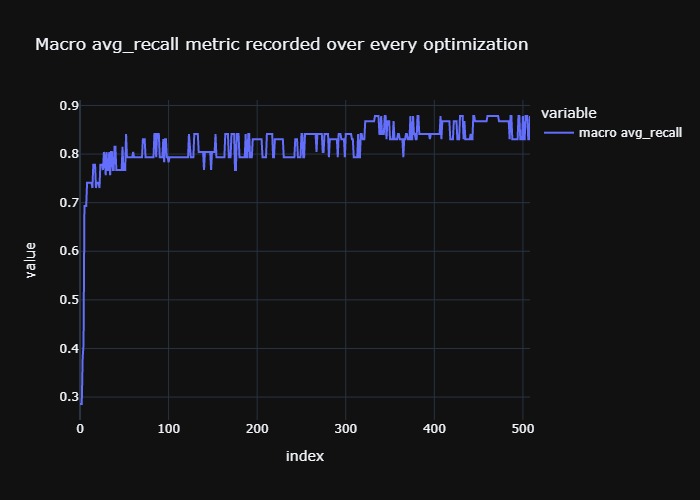 Macro avg_recall metric recorded over every optimization
variable
macro avg_recall
value
0.9
0.8
0.7
0.6
0.5
0.4
0.3
0
100
200
300
400
500
index